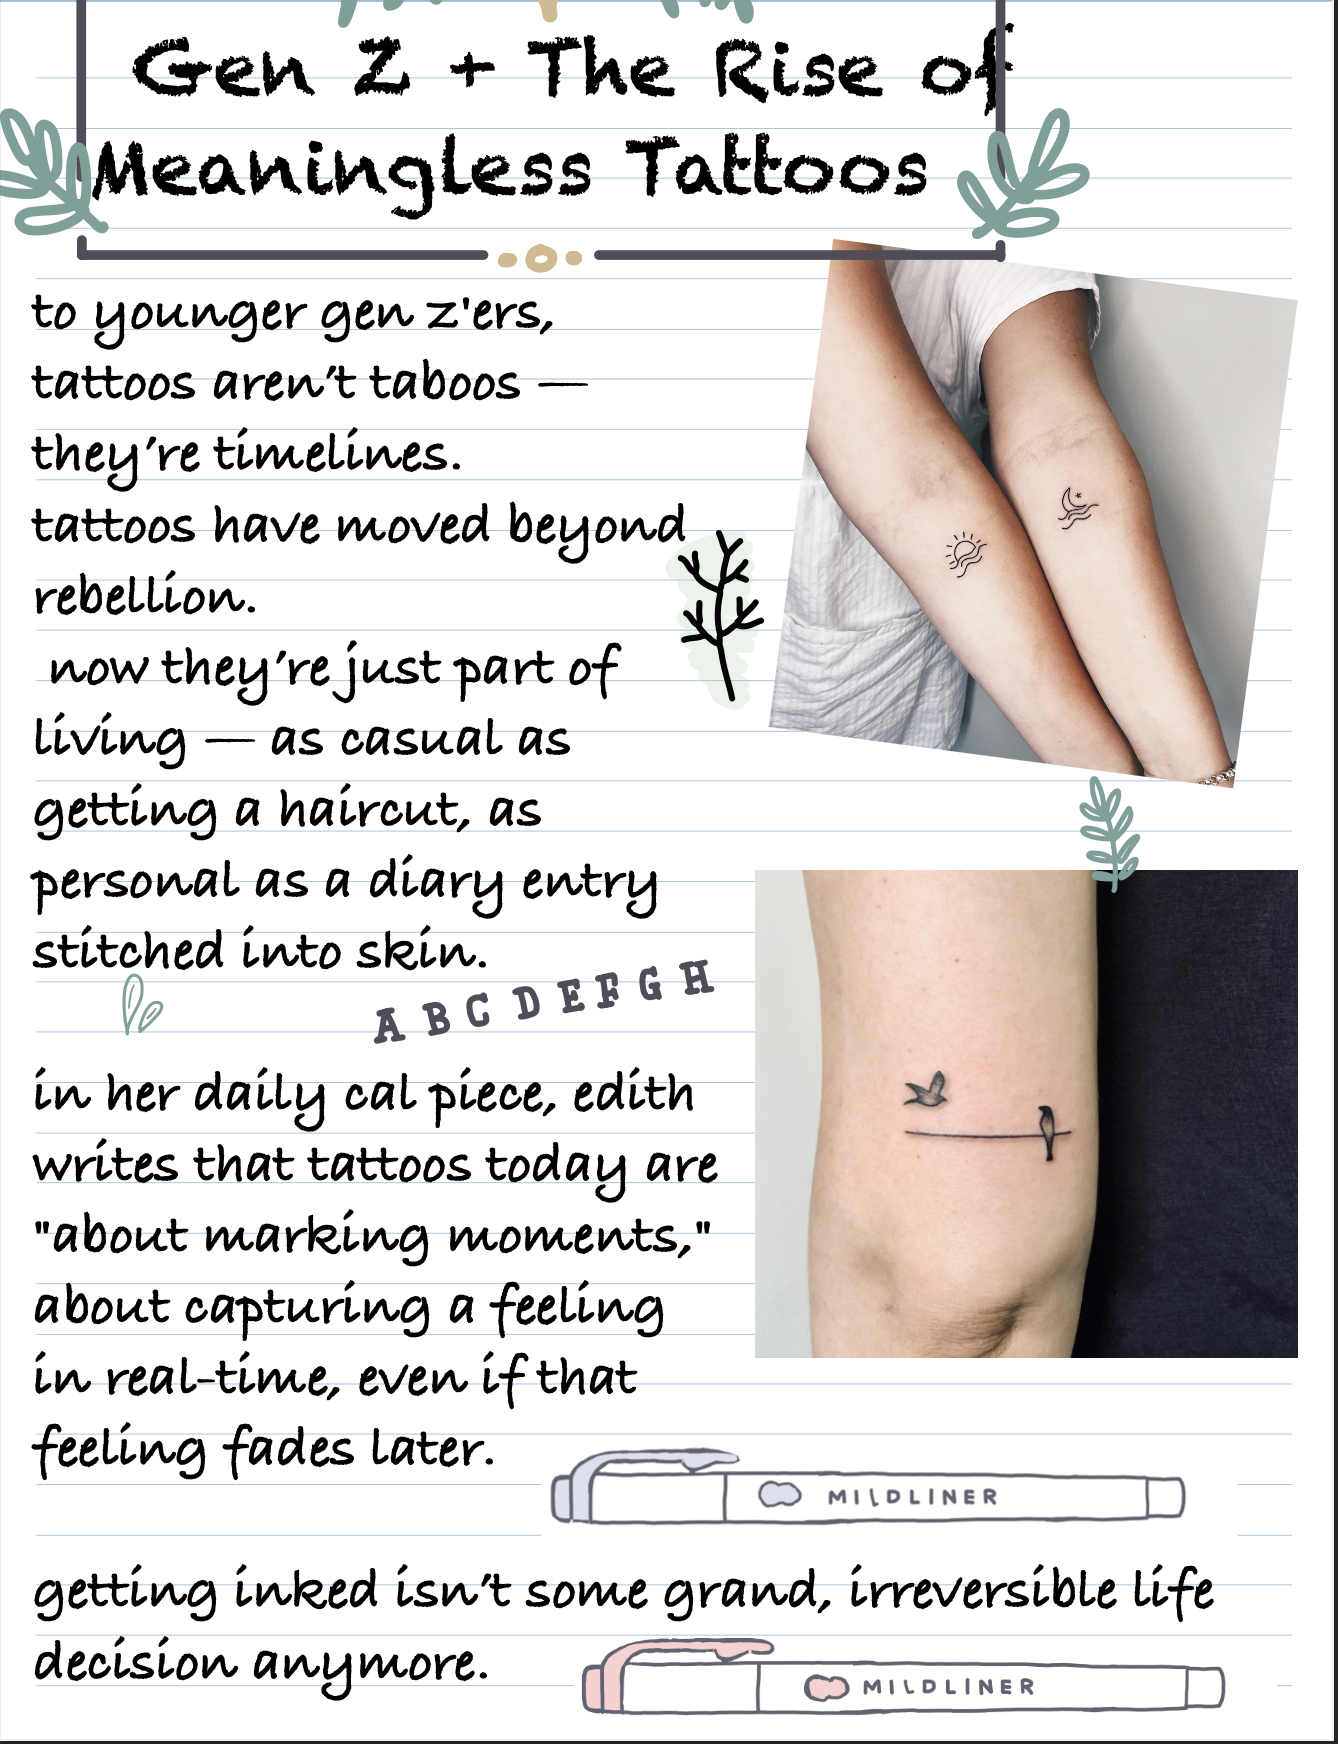 Gen Z + The Rise of
Meaningless Tattoos
to younger gen z'ers,
tattoos aren't taboos —
they're timelines.
tattoos have moved beyond
rebellion.
now they're just part of
living — as casual as
getting a haircut, as
personal as a diary entry
stitched into skin.
A B C D E F G H
in her daily cal piece, edith
writes that tattoos today are
"about marking moments,"
about capturing a feeling
in real-time, even if that
feeling fades later.
MILDLINER
getting inked isn't some grand, irreversible life
decision anymore.
MILDLINER